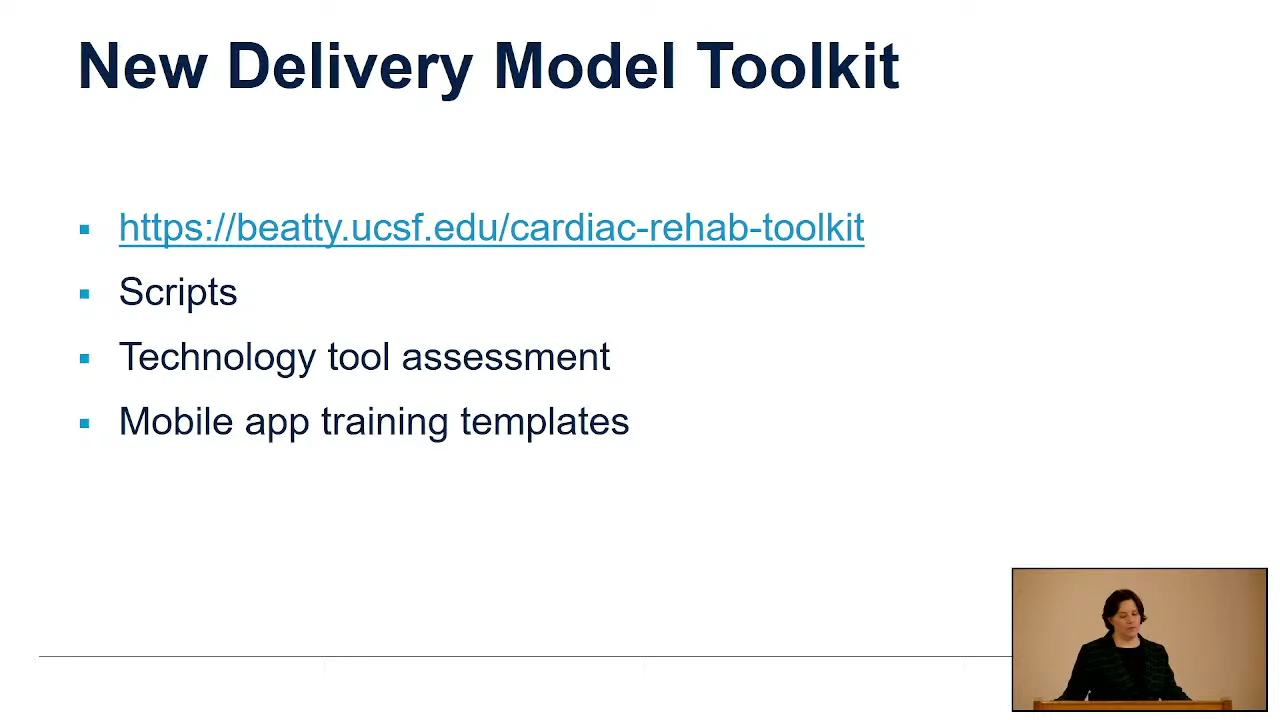 New Delivery Model Toolkit
https://beatty.ucsf.edu/cardiac-rehab-toolkit
Scripts
Technology tool assessment
Mobile app training templates